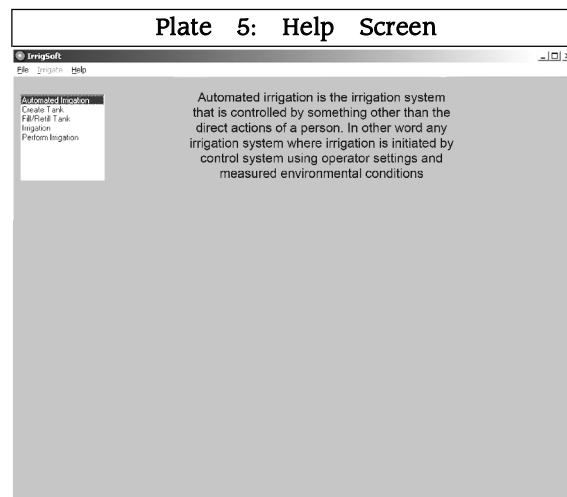 Plate 5: Help Screen
IrrigSoft
File Irrigate Help
Automated Irrigation
Create Tank
Fill/Refill Tank
Irrigation
Perform Irrigation
Automated irrigation is the irrigation system
that is controlled by something other than the
direct actions of a person. In other word any
irrigation system where irrigation is initiated by
control system using operator settings and
measured environmental conditions